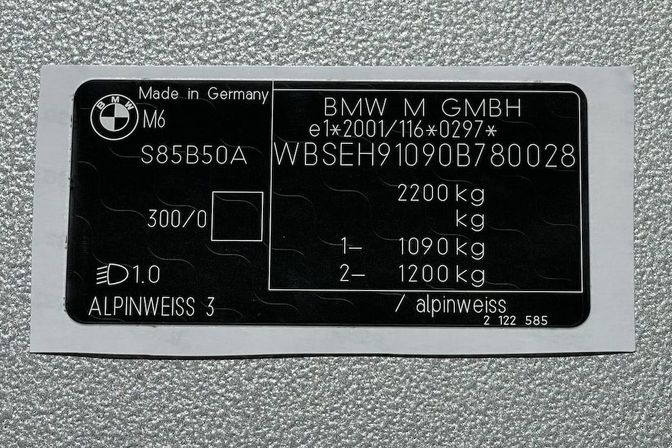 Made in Germany
BMW
M6
S85B50A
300/0
1.0
ALPINWEISS 3
BMW M GMBH
e1*2001/116*0297*
WBSEH91090B780028
2200 kg
kg
1– 1090 kg
2– 1200 kg
/ alpinweiss
2 122 585